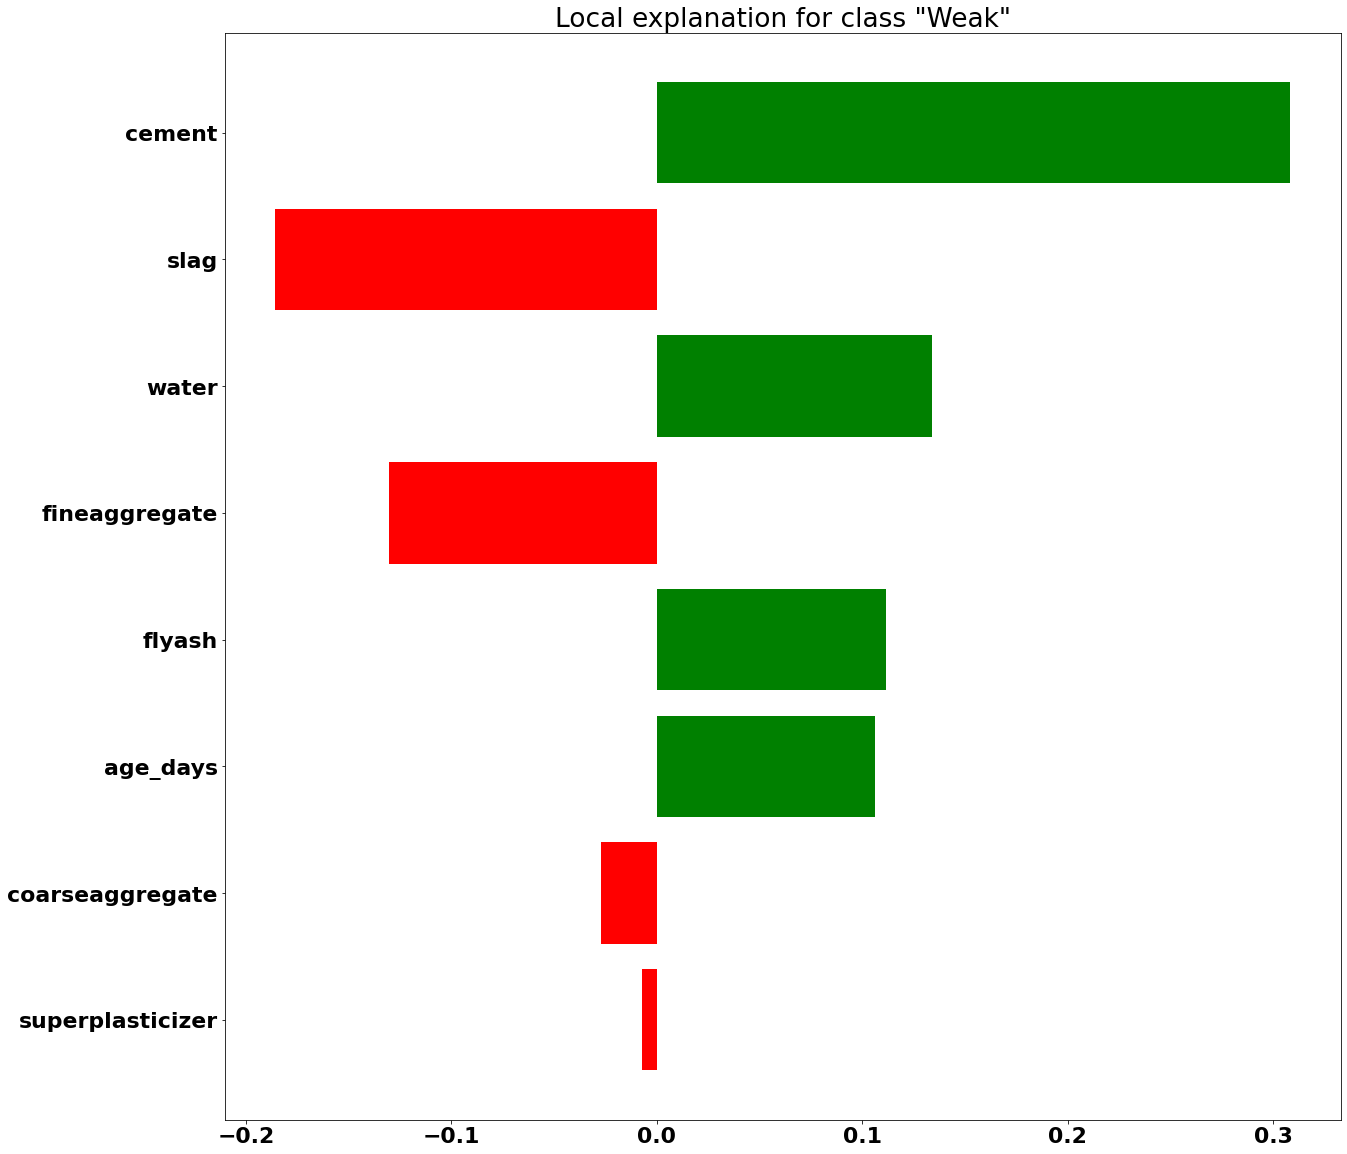 Local explanation for class "Weak"
cement
slag
water
fineaggregate
flyash
age_days
coarseaggregate
superplasticizer
−0.2 −0.1 0.0 0.1 0.2 0.3